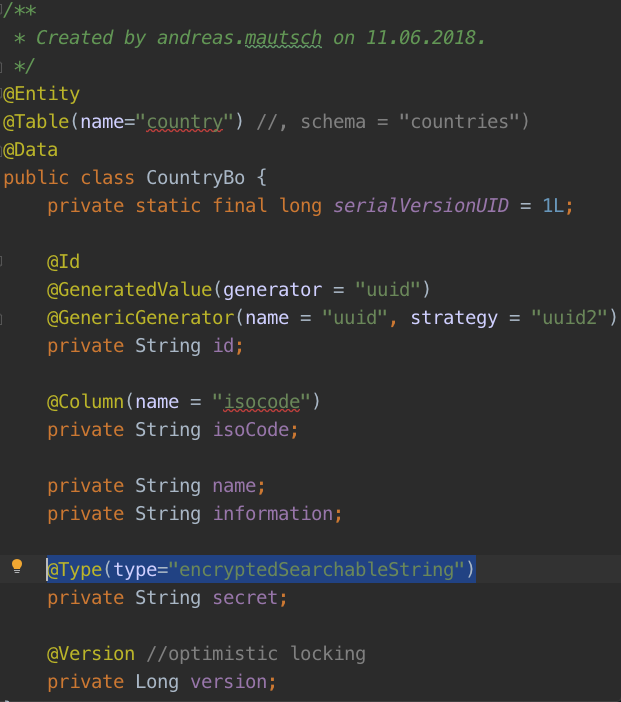 /**
 * Created by andreas.mautsch on 11.06.2018.
 */
@Entity
@Table(name="country") //, schema = "countries")
@Data
public class CountryBo {
    private static final long serialVersionUID = 1L;

    @Id
    @GeneratedValue(generator = "uuid")
    @GenericGenerator(name = "uuid", strategy = "uuid2")
    private String id;

    @Column(name = "isocode")
    private String isoCode;

    private String name;
    private String information;

    @Type(type="encryptedSearchableString")
    private String secret;

    @Version //optimistic locking
    private Long version;